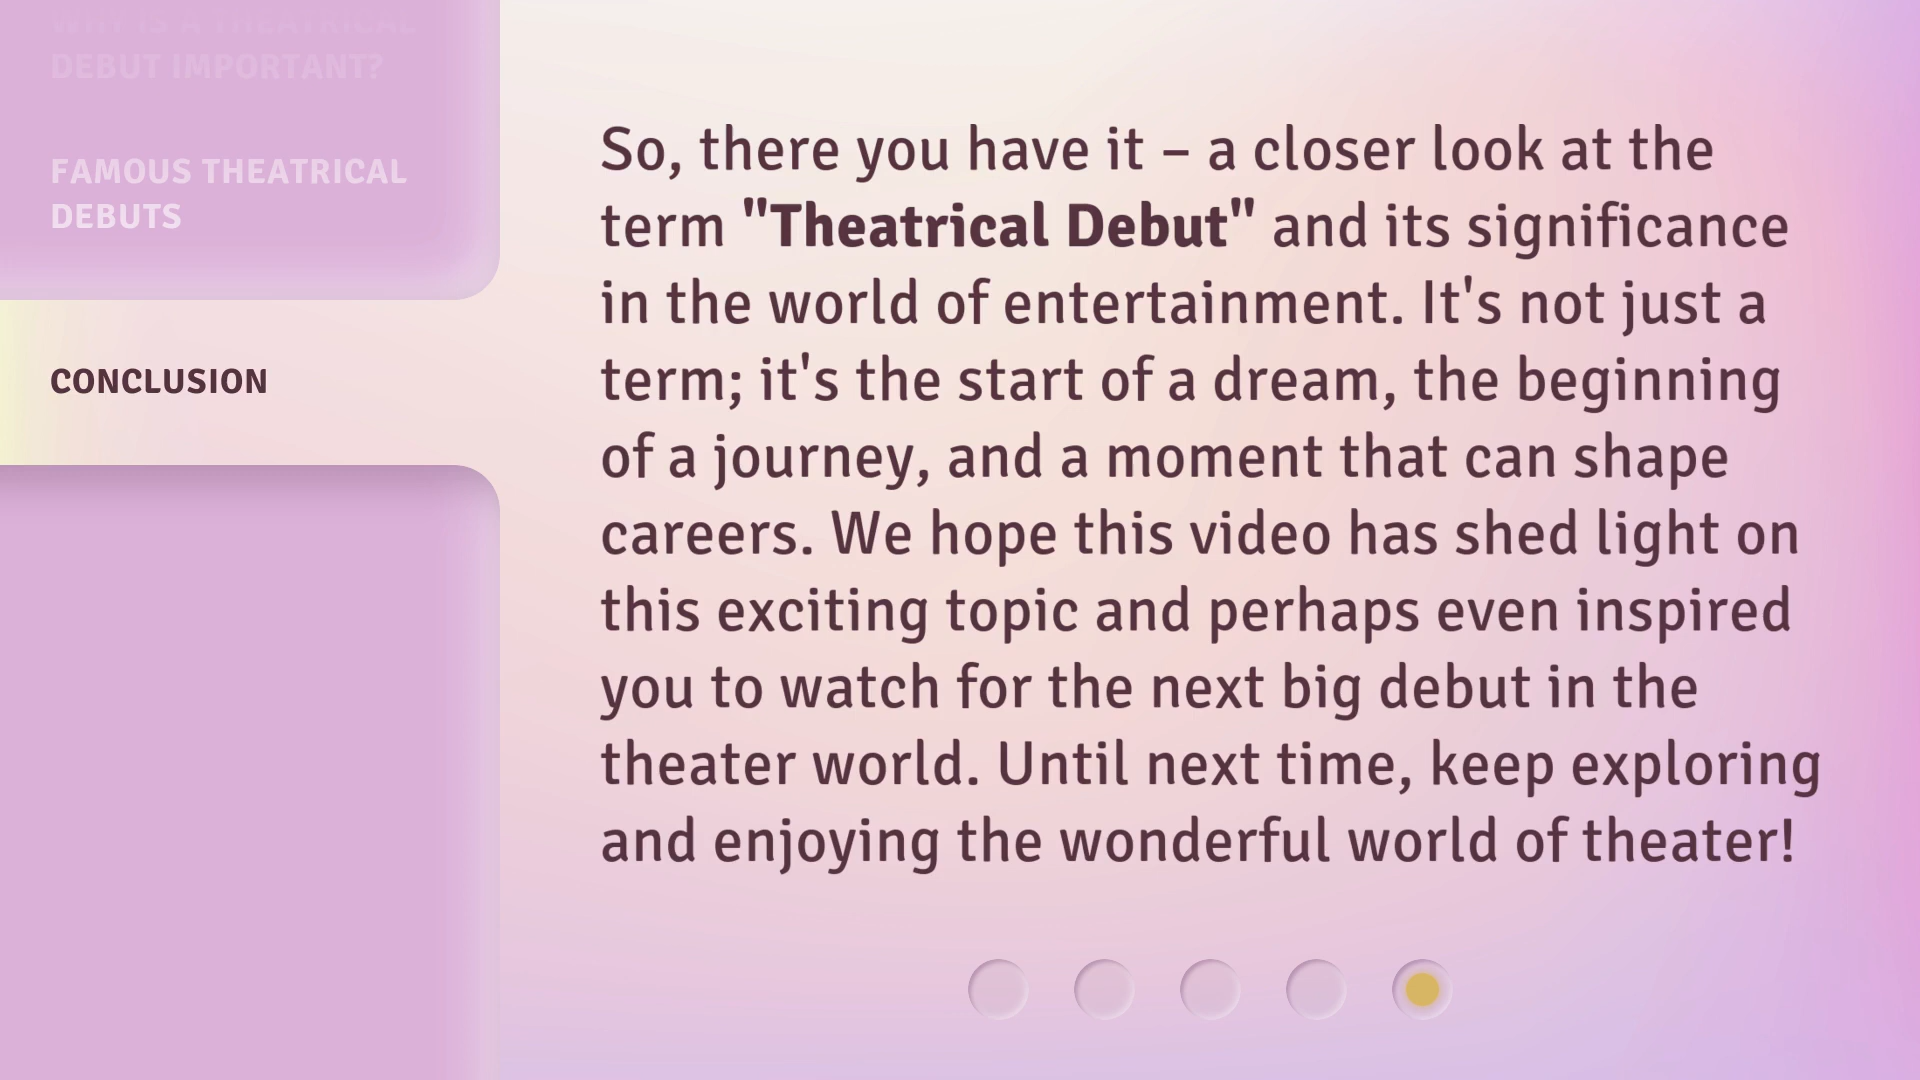 WHY IS A THEATRICAL
DEBUT IMPORTANT?
FAMOUS THEATRICAL
DEBUTS
CONCLUSION
So, there you have it – a closer look at the
term "Theatrical Debut" and its significance
in the world of entertainment. It's not just a
term; it's the start of a dream, the beginning
of a journey, and a moment that can shape
careers. We hope this video has shed light on
this exciting topic and perhaps even inspired
you to watch for the next big debut in the
theater world. Until next time, keep exploring
and enjoying the wonderful world of theater!